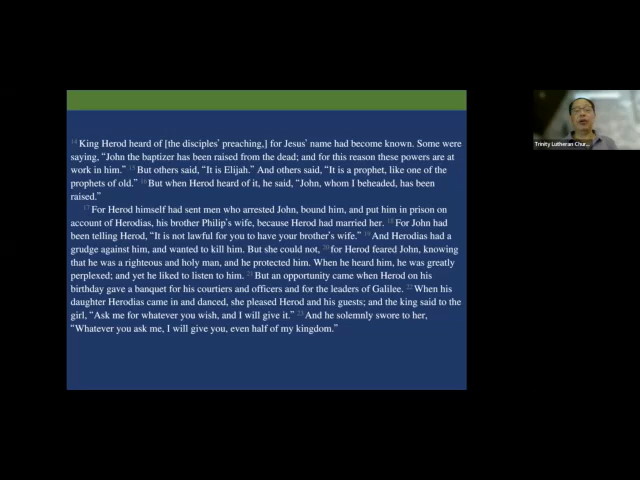 14 King Herod heard of [the disciples' preaching,] for Jesus' name had become known. Some were
saying, “John the baptizer has been raised from the dead; and for this reason these powers are at
work in him.” 15 But others said, “It is Elijah.” And others said, “It is a prophet, like one of the
prophets of old.” 16 But when Herod heard of it, he said, “John, whom I beheaded, has been
raised.”
17 For Herod himself had sent men who arrested John, bound him, and put him in prison on
account of Herodias, his brother Philip's wife, because Herod had married her. 18 For John had
been telling Herod, “It is not lawful for you to have your brother's wife.” 19 And Herodias had a
grudge against him, and wanted to kill him. But she could not, 20 for Herod feared John, knowing
that he was a righteous and holy man, and he protected him. When he heard him, he was greatly
perplexed; and yet he liked to listen to him. 21 But an opportunity came when Herod on his
birthday gave a banquet for his courtiers and officers and for the leaders of Galilee. 22 When his
daughter Herodias came in and danced, she pleased Herod and his guests; and the king said to the
girl, “Ask me for whatever you wish, and I will give it.” 23 And he solemnly swore to her,
“Whatever you ask me, I will give you, even half of my kingdom.”
Trinity Lutheran Chur...